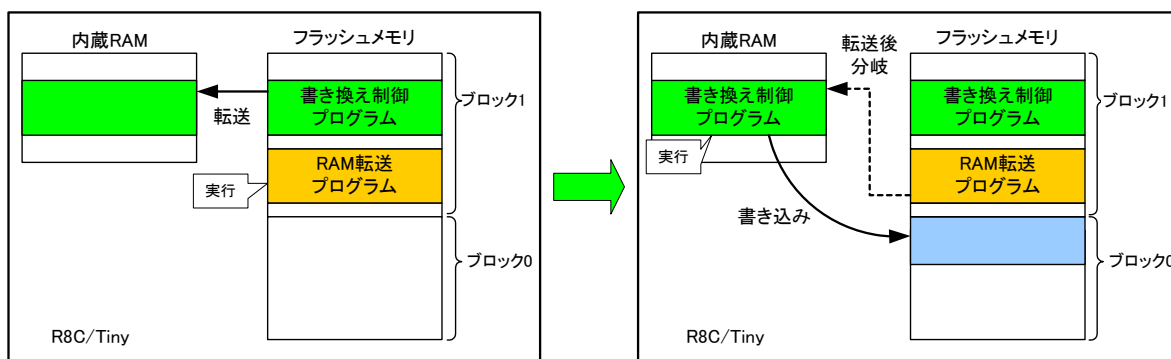 内蔵RAM
フラッシュメモリ
書き換え制御
プログラム
転送
ブロック1
RAM転送
プログラム
実行
ブロック0
R8C/Tiny
内蔵RAM
転送後
分岐
フラッシュメモリ
書き換え制御
プログラム
書き換え制御
プログラム
ブロック1
実行
RAM転送
プログラム
書き込み
ブロック0
R8C/Tiny